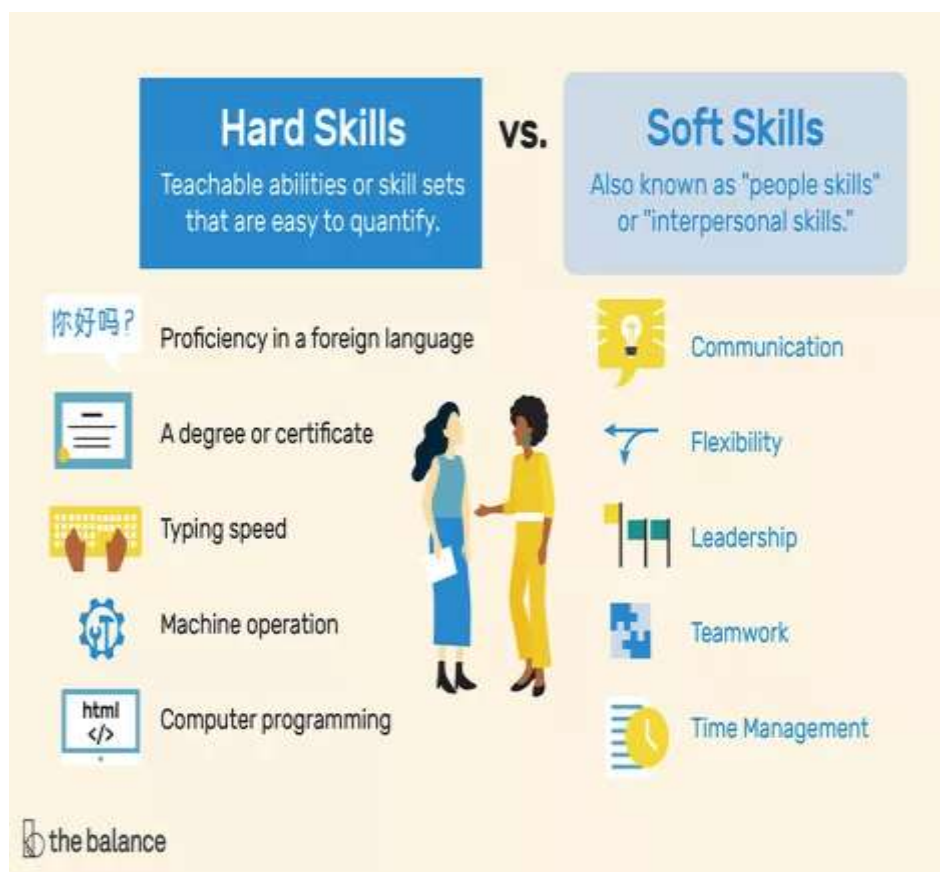 Hard Skills
Teachable abilities or skill sets
that are easy to quantify.
vs.
Soft Skills
Also known as "people skills"
or "interpersonal skills."
你好吗?
Proficiency in a foreign language
A degree or certificate
Typing speed
Machine operation
html
</>
Computer programming
Communication
Flexibility
Leadership
Teamwork
Time Management
the balance